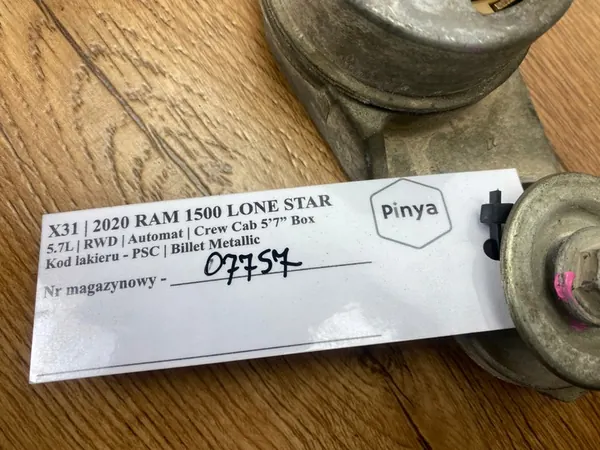 X31 | 2020 RAM 1500 LONE STAR
5.7L | RWD | Automat | Crew Cab 5'7" Box
Kod lakieru - PSC | Billet Metallic
Nr magazynowy - 07757
Pinya